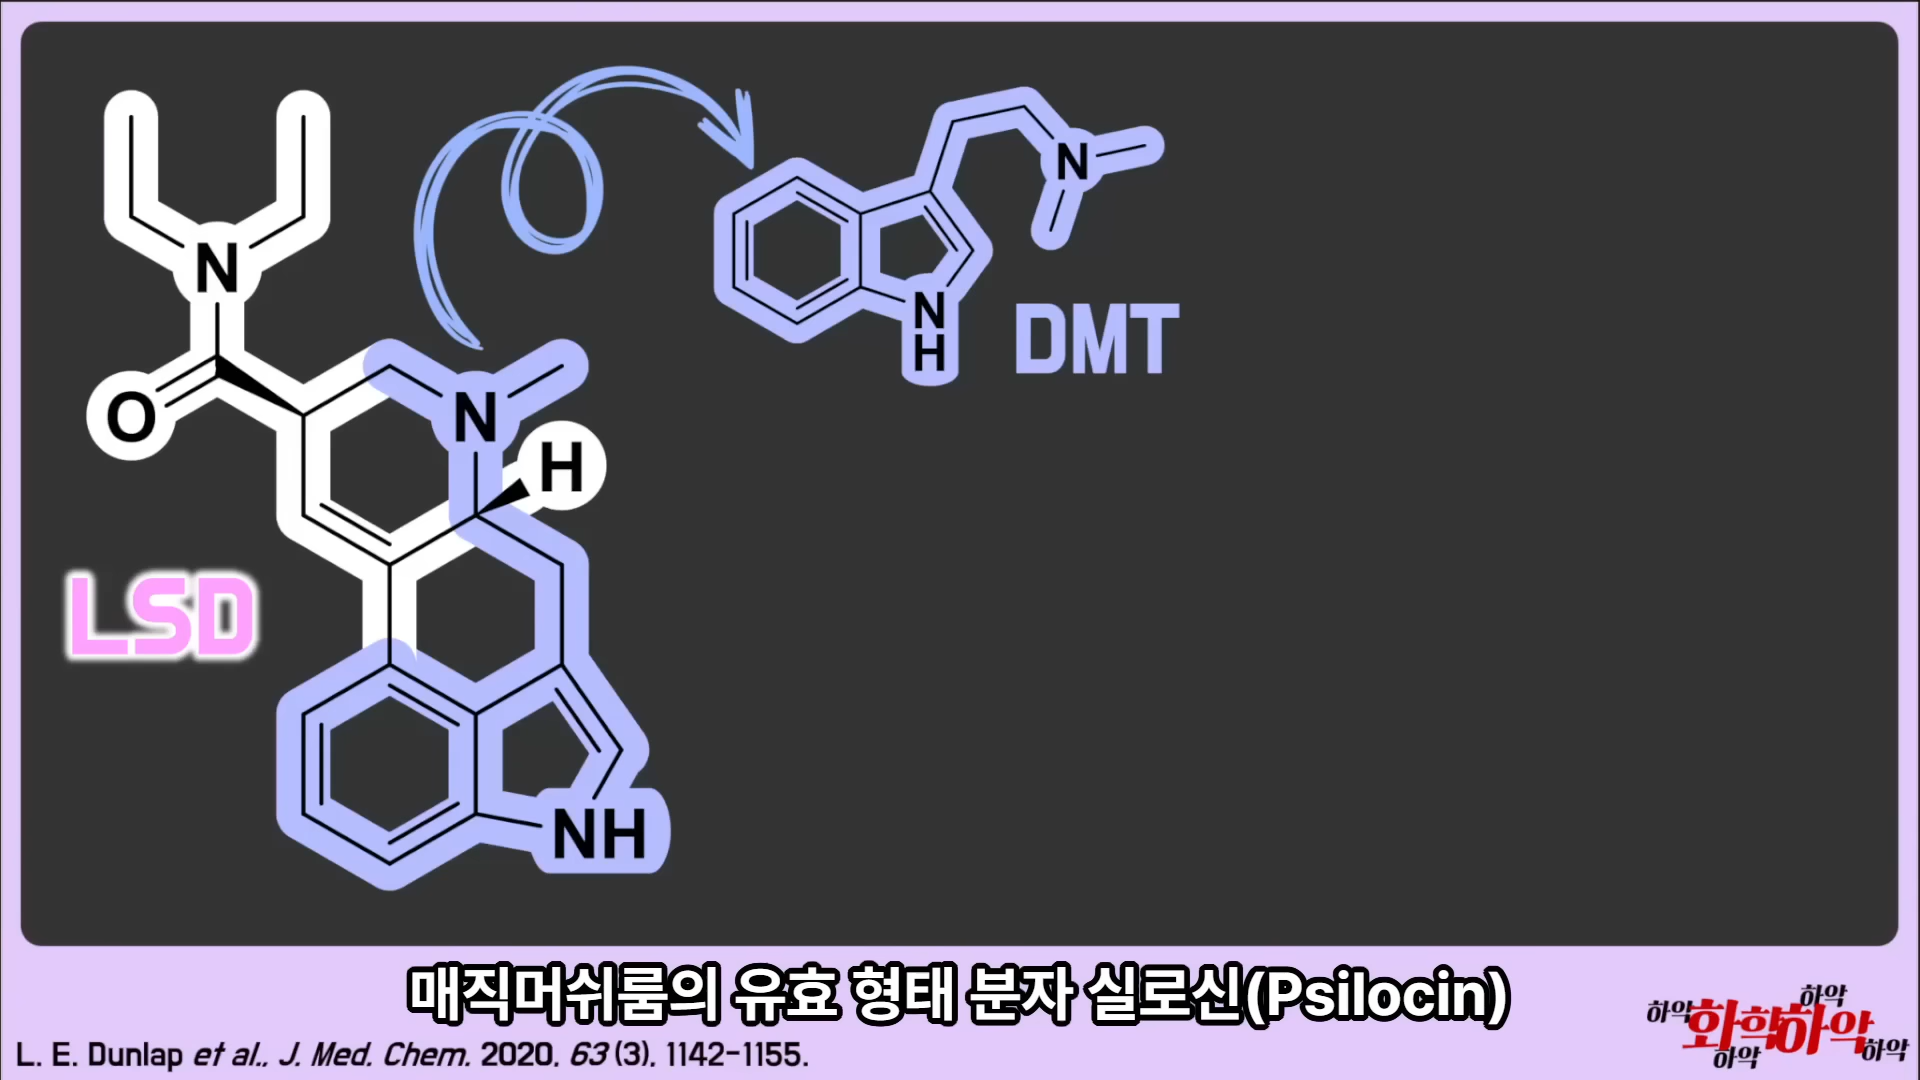 N
O
N
H
NH
LSD
N
N
H
DMT
매직머쉬룸의 유효 형태 분자 실로신(Psilocin)
L. E. Dunlap et al., J. Med. Chem. 2020, 63 (3), 1142-1155.
하악
하악
화학하악
하악
하악